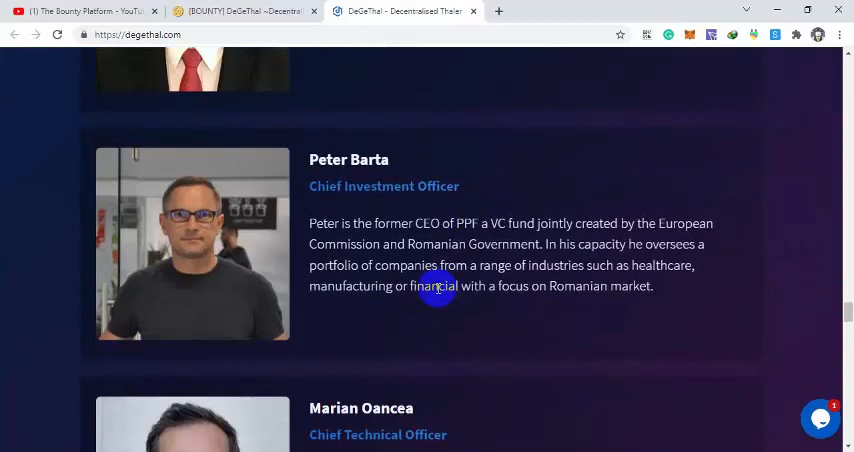 (1) The Bounty Platform - YouTu
[BOUNTY] DeGeThal ~Decentrali
DeGeThal - Decentralised Thaler
https://degethal.com
Peter Barta
Chief Investment Officer
Peter is the former CEO of PPF a VC fund jointly created by the European
Commission and Romanian Government. In his capacity he oversees a
portfolio of companies from a range of industries such as healthcare,
manufacturing or financial with a focus on Romanian market.
Marian Oancea
Chief Technical Officer
1